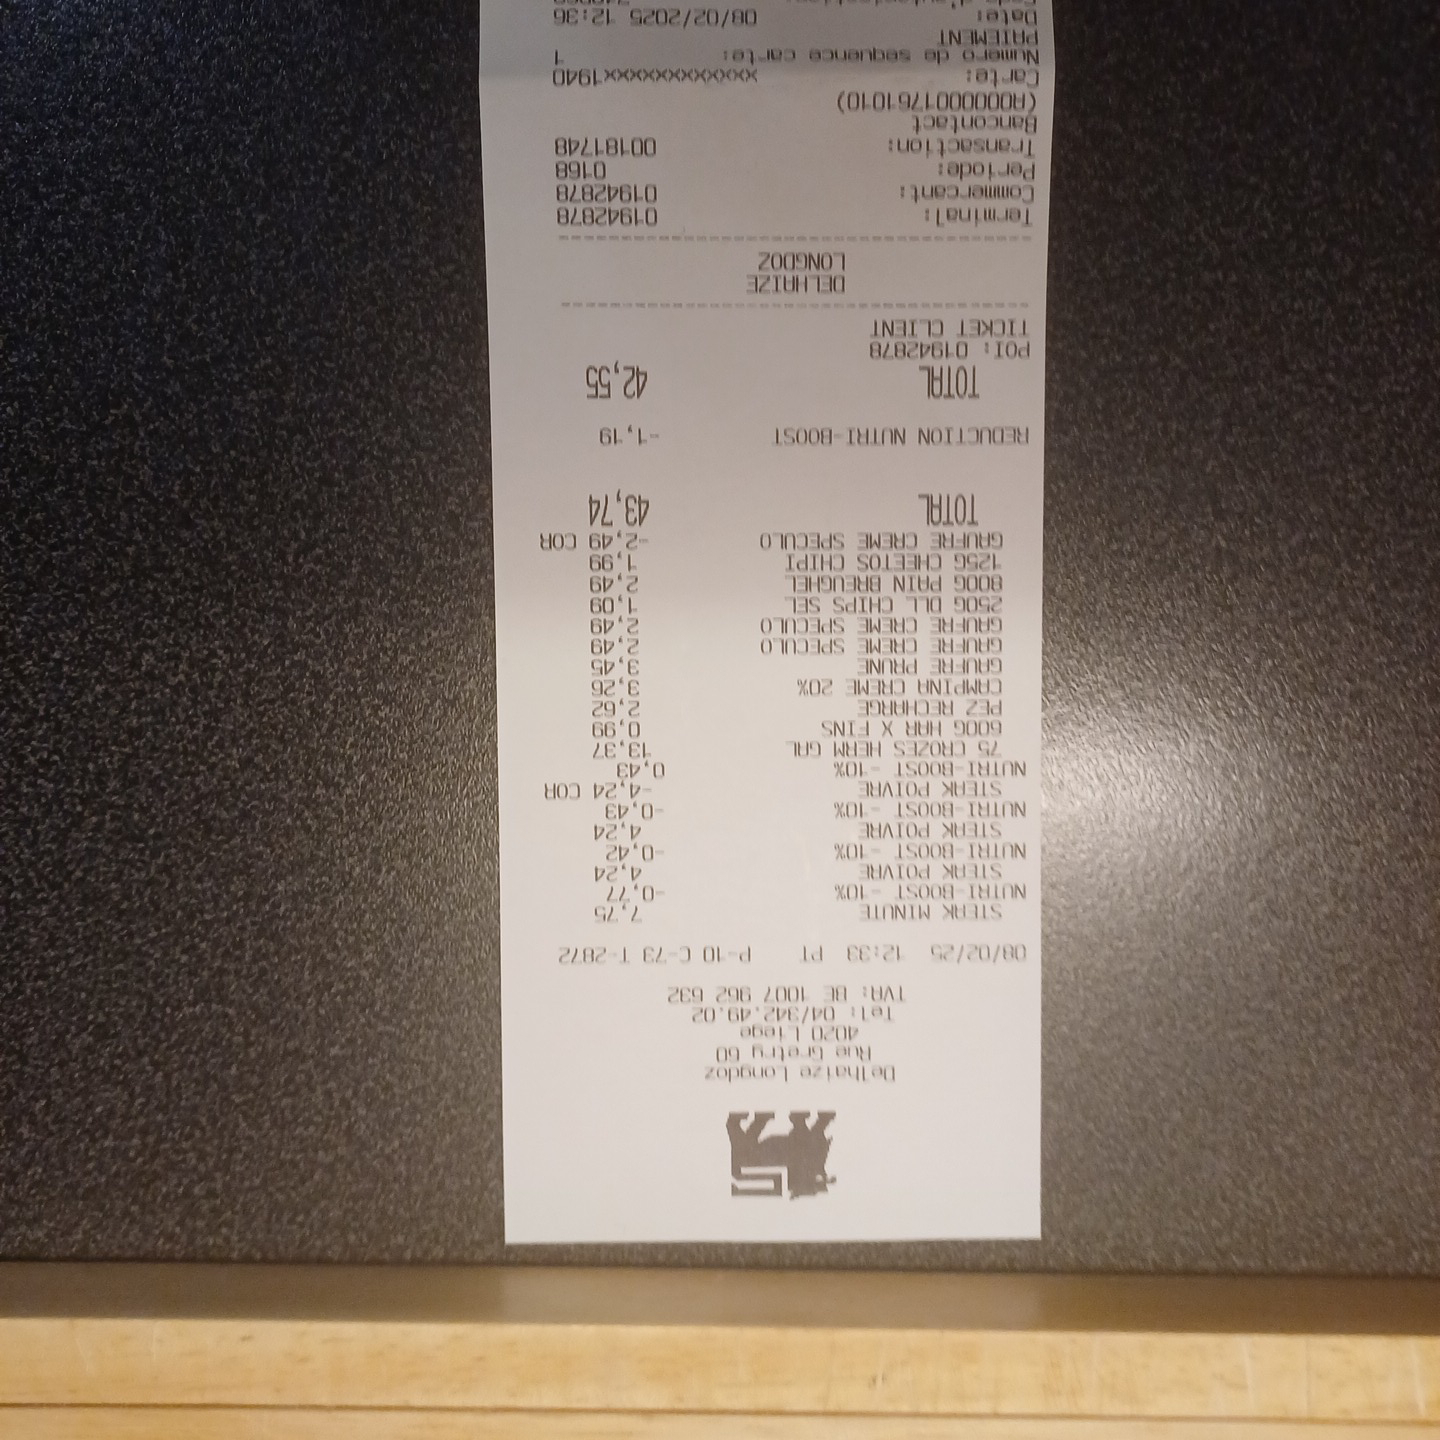 Delhaize Longdoz
Rue Gretry 60
4020 Liege
Tel: 04/342.49.02
TVA: BE 1007 962 632
08/02/25 12:33 PT P-10 C-73 T-2872
STEAK MINUTE 7,75
NUTRI-BOOST -10% -0,77
STEAK POIVRE 4,24
NUTRI-BOOST -10% -0,42
STEAK POIVRE 4,24
NUTRI-BOOST -10% -0,43
STEAK POIVRE -4,24 COR
NUTRI-BOOST -10% 0,43
75 CROZES HERM GAL 13,37
600G HAR X FINS 0,99
PEZ RECHARGE 2,62
CAMPINA CREME 20% 3,26
GAUFRE PRUNE 3,45
GAUFRE CREME SPECULO 2,49
GAUFRE CREME SPECULO 2,49
250G DLL CHIPS SEL 1,09
800G PAIN BREUGHEL 2,49
125G CHEETOS CHIPI 1,99
GAUFRE CREME SPECULO -2,49 COR
TOTAL 43,74
REDUCTION NUTRI-BOOST -1,19
TOTAL 42,55
POI: 01942878
TICKET CLIENT
DELHAIZE
LONGDOZ
Terminal: 01942878
Commercant: 01942878
Periode: 0168
Transaction: 00181748
Bancontact
(A0000001761010)
Carte: xxxxxxxxxxxxx1940
Numero de sequence carte: 1
PAIEMENT
Date: 08/02/2025 12:36